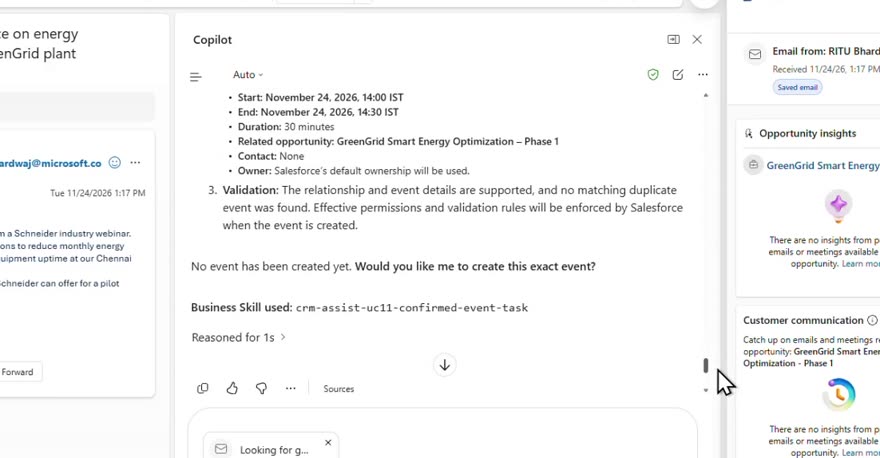 ce on energy
enGrid plant
ardwaj@microsoft.co
Tue 11/24/2026 1:17 PM
m a Schneider industry webinar.
ons to reduce monthly energy
uipment uptime at our Chennai
chneider can offer for a pilot
Forward
Copilot
Auto
• Start: November 24, 2026, 14:00 IST
• End: November 24, 2026, 14:30 IST
• Duration: 30 minutes
• Related opportunity: GreenGrid Smart Energy Optimization – Phase 1
• Contact: None
• Owner: Salesforce's default ownership will be used.
3. Validation: The relationship and event details are supported, and no matching duplicate
event was found. Effective permissions and validation rules will be enforced by Salesforce
when the event is created.
No event has been created yet. Would you like me to create this exact event?
Business Skill used: crm-assist-uc11-confirmed-event-task
Reasoned for 1s
Sources
Looking for g...
Email from: RITU Bhard
Received 11/24/26, 1:17 PM
Saved email
Opportunity insights
GreenGrid Smart Energy
There are no insights from p
emails or meetings available
opportunity. Learn mo
Customer communication
Catch up on emails and meetings re
opportunity: GreenGrid Smart Ener
Optimization - Phase 1
There are no insights from p
emails or meetings available
opportunity. Learn mo